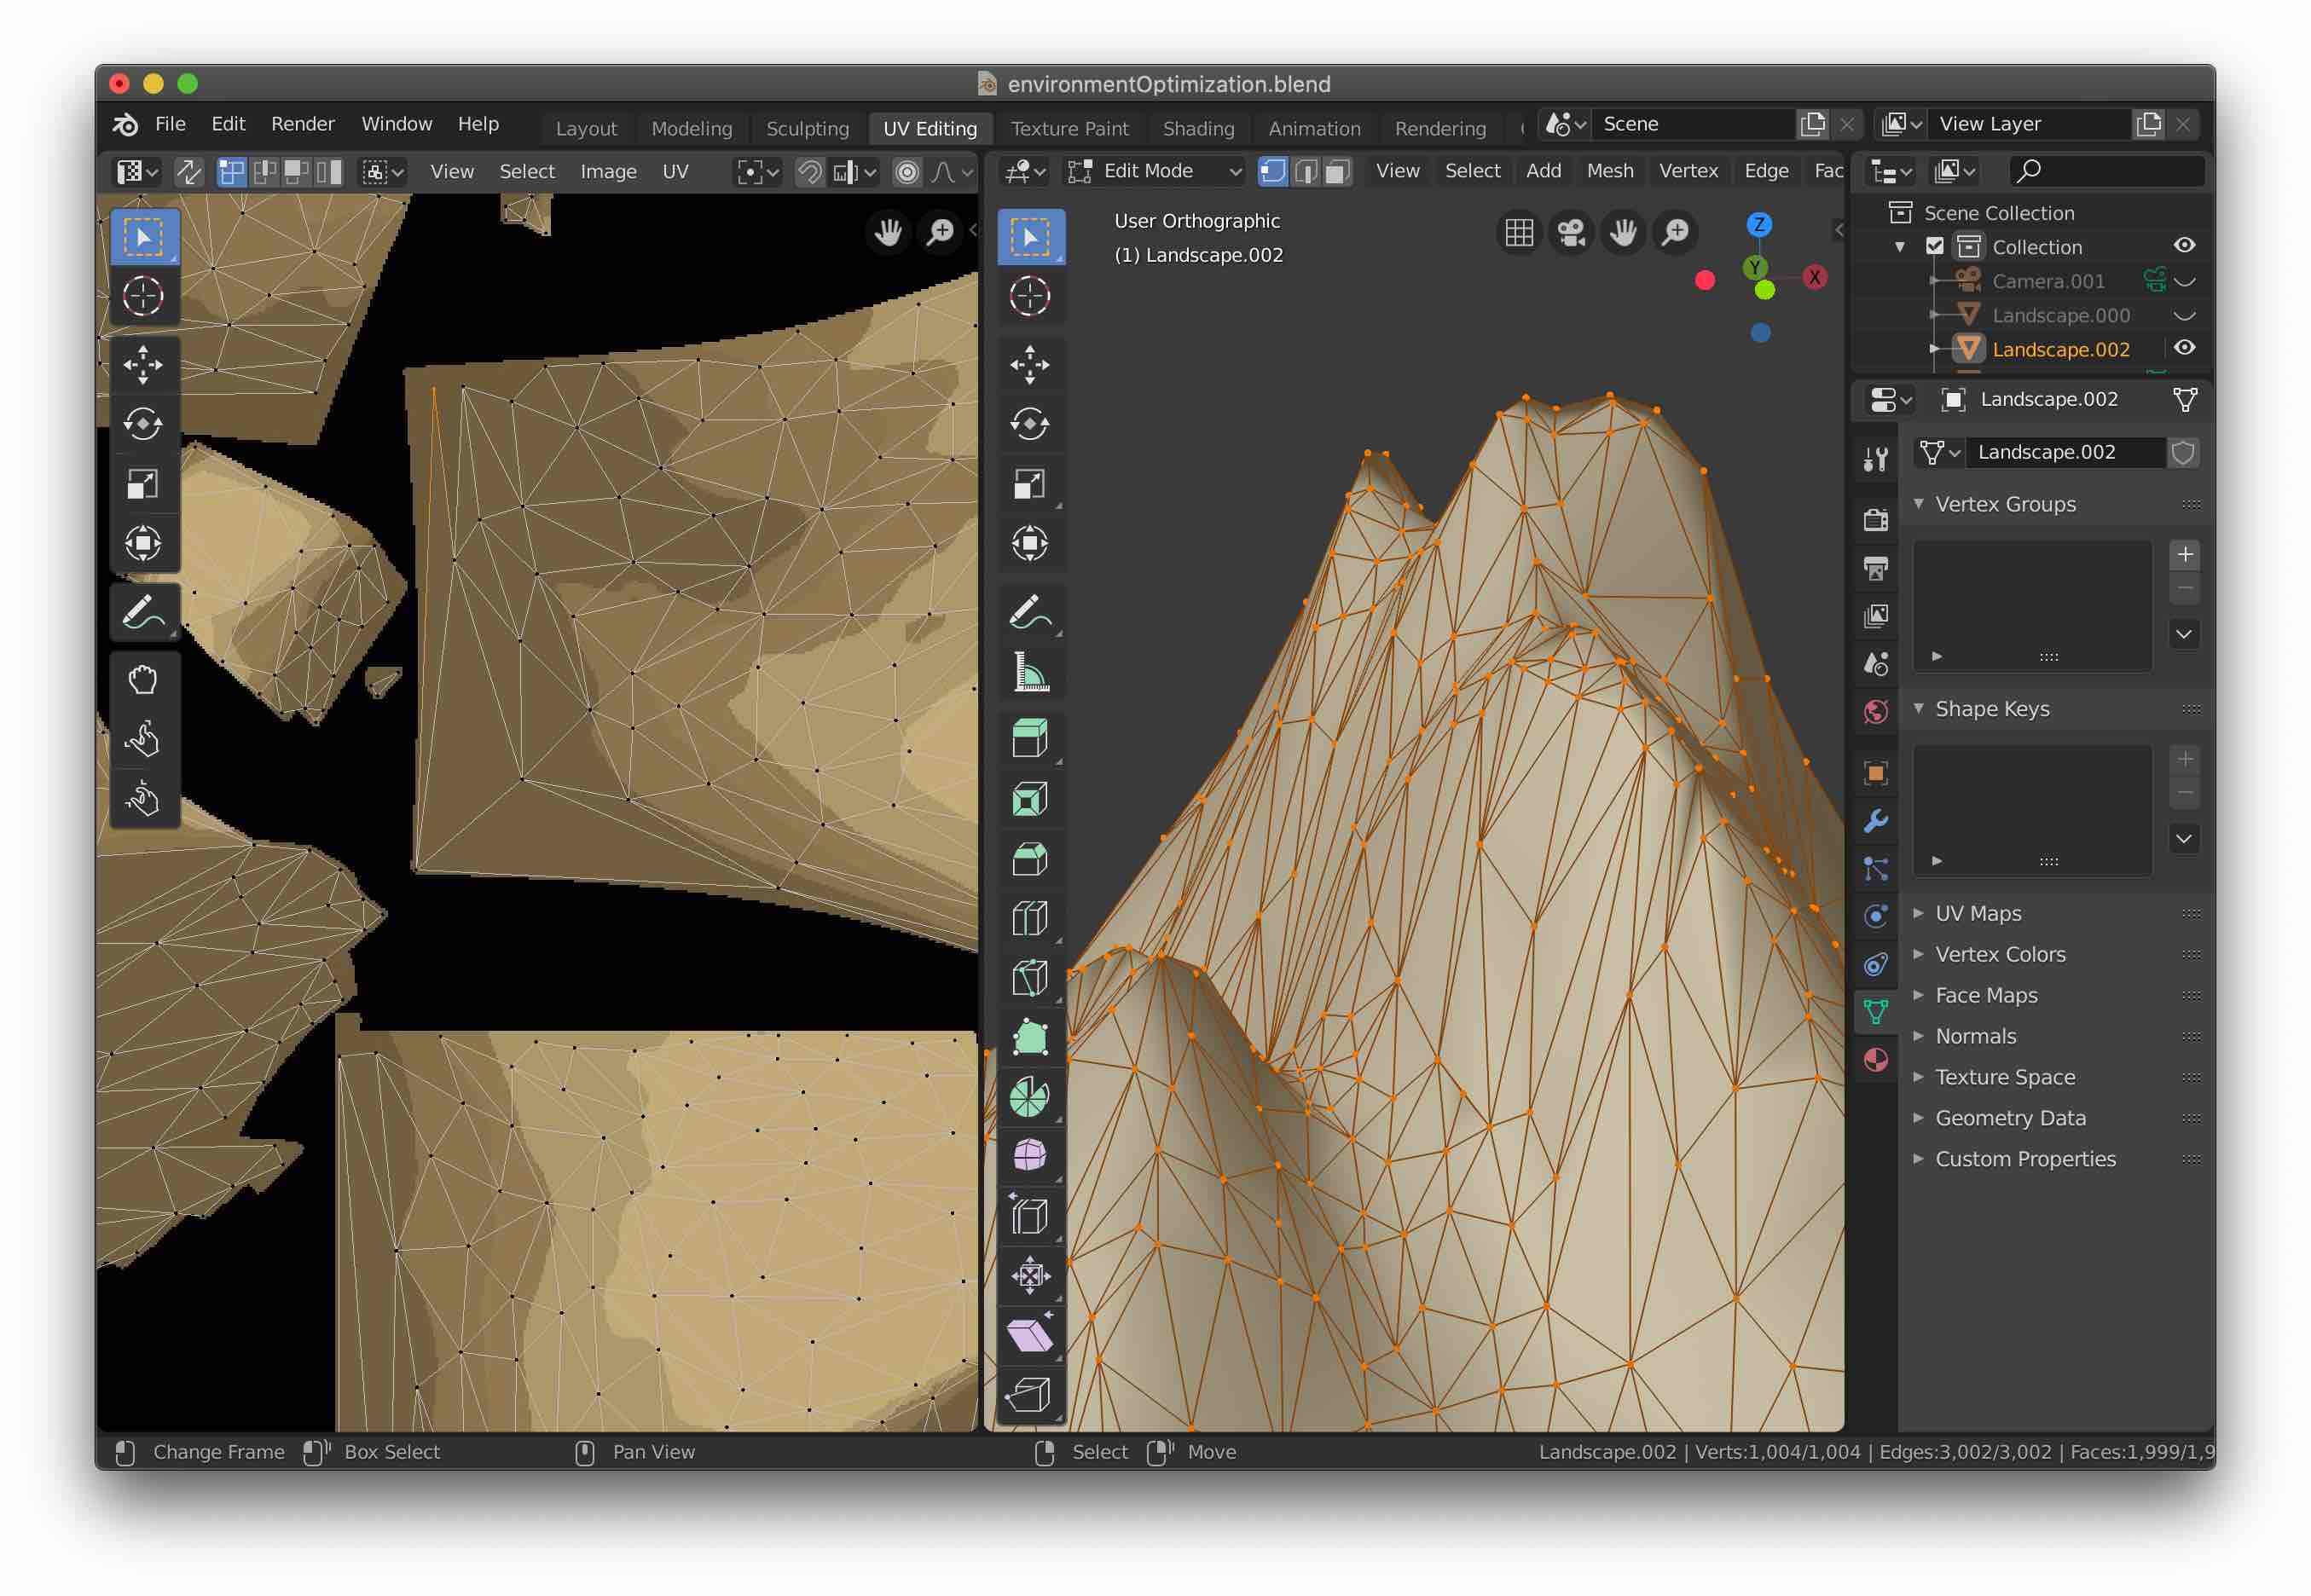 environmentOptimization.blend
File Edit Render Window Help Layout Modeling Sculpting UV Editing Texture Paint Shading Animation Rendering Scene View Layer
View Select Image UV Edit Mode View Select Add Mesh Vertex Edge Fac
User Orthographic
(1) Landscape.002
Z
Y
X
Scene Collection
Collection
Camera.001
Landscape.000
Landscape.002
Landscape.002
Landscape.002
Vertex Groups
Shape Keys
UV Maps
Vertex Colors
Face Maps
Normals
Texture Space
Geometry Data
Custom Properties
Change Frame Box Select Pan View Select Move Landscape.002 | Verts:1,004/1,004 | Edges:3,002/3,002 | Faces:1,999/1,9